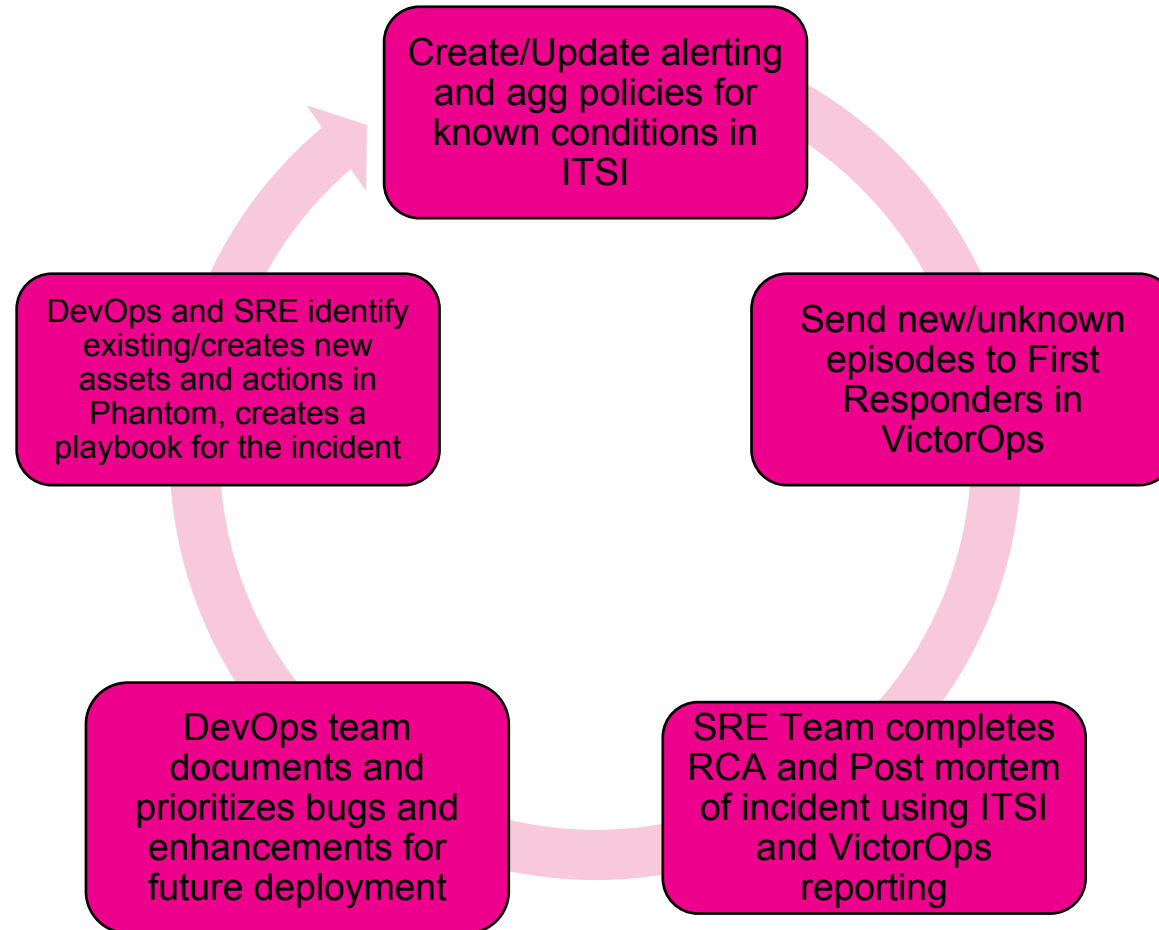 Create/Update alerting
and agg policies for
known conditions in
ITSI
Send new/unknown
episodes to First
Responders in
VictorOps
SRE Team completes
RCA and Post mortem
of incident using ITSI
and VictorOps
reporting
DevOps team
documents and
prioritizes bugs and
enhancements for
future deployment
DevOps and SRE identify
existing/creates new
assets and actions in
Phantom, creates a
playbook for the incident